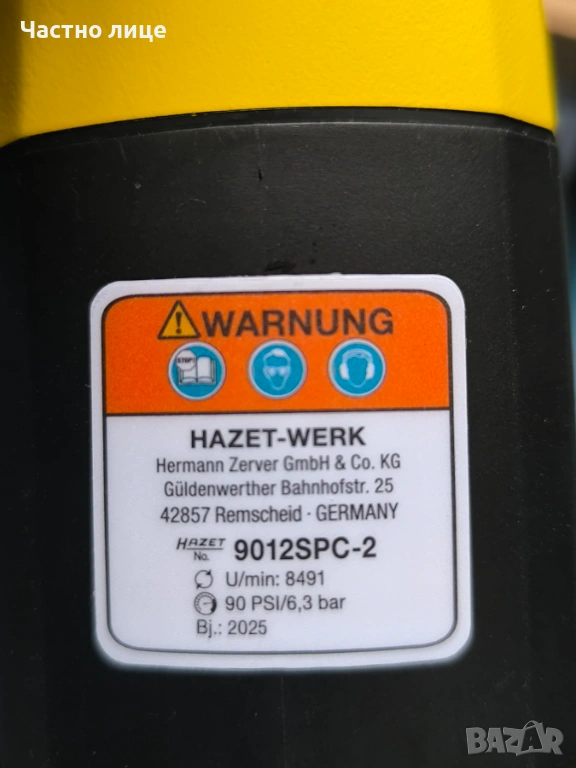 Частно лице
WARNUNG
STOP!
HAZET-WERK
Hermann Zerver GmbH & Co. KG
Güldenwerther Bahnhofstr. 25
42857 Remscheid · GERMANY
HAZET No. 9012SPC-2
U/min: 8491
90 PSI/6,3 bar
Bj.: 2025
BAZAR